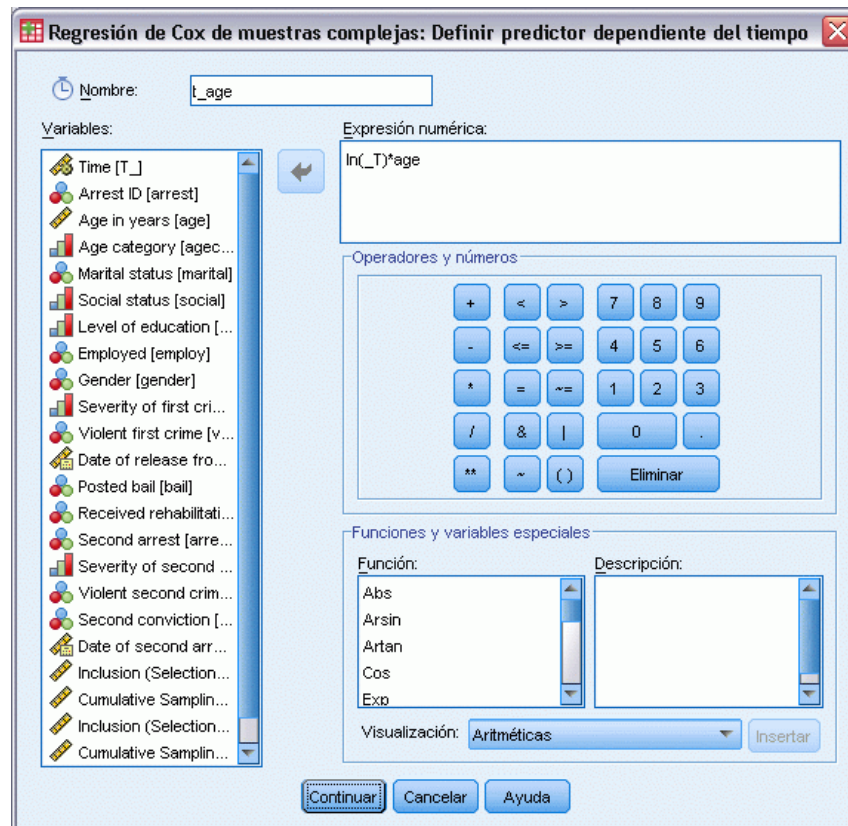 Regresión de Cox de muestras complejas: Definir predictor dependiente del tiempo
Nombre:
t_age
Variables:
Time [T_]
Arrest ID [arrest]
Age in years [age]
Age category [agec...
Marital status [marital]
Social status [social]
Level of education [...
Employed [employ]
Gender [gender]
Severity of first cri...
Violent first crime [v...
Date of release fro...
Posted bail [bail]
Received rehabilitati...
Second arrest [arre...
Severity of second ...
Violent second crim...
Second conviction [...
Date of second arr...
Inclusion (Selection...
Cumulative Samplin...
Inclusion (Selection...
Cumulative Samplin...
Expresión numérica:
ln(_T)*age
Operadores y números
+ < > 7 8 9
- <= >= 4 5 6
* = ~= 1 2 3
/ & | 0 .
** ~ ( ) Eliminar
Funciones y variables especiales
Función:
Abs
Arsin
Artan
Cos
Exp
Descripción:
Visualización: Aritméticas
Insertar
Continuar Cancelar Ayuda